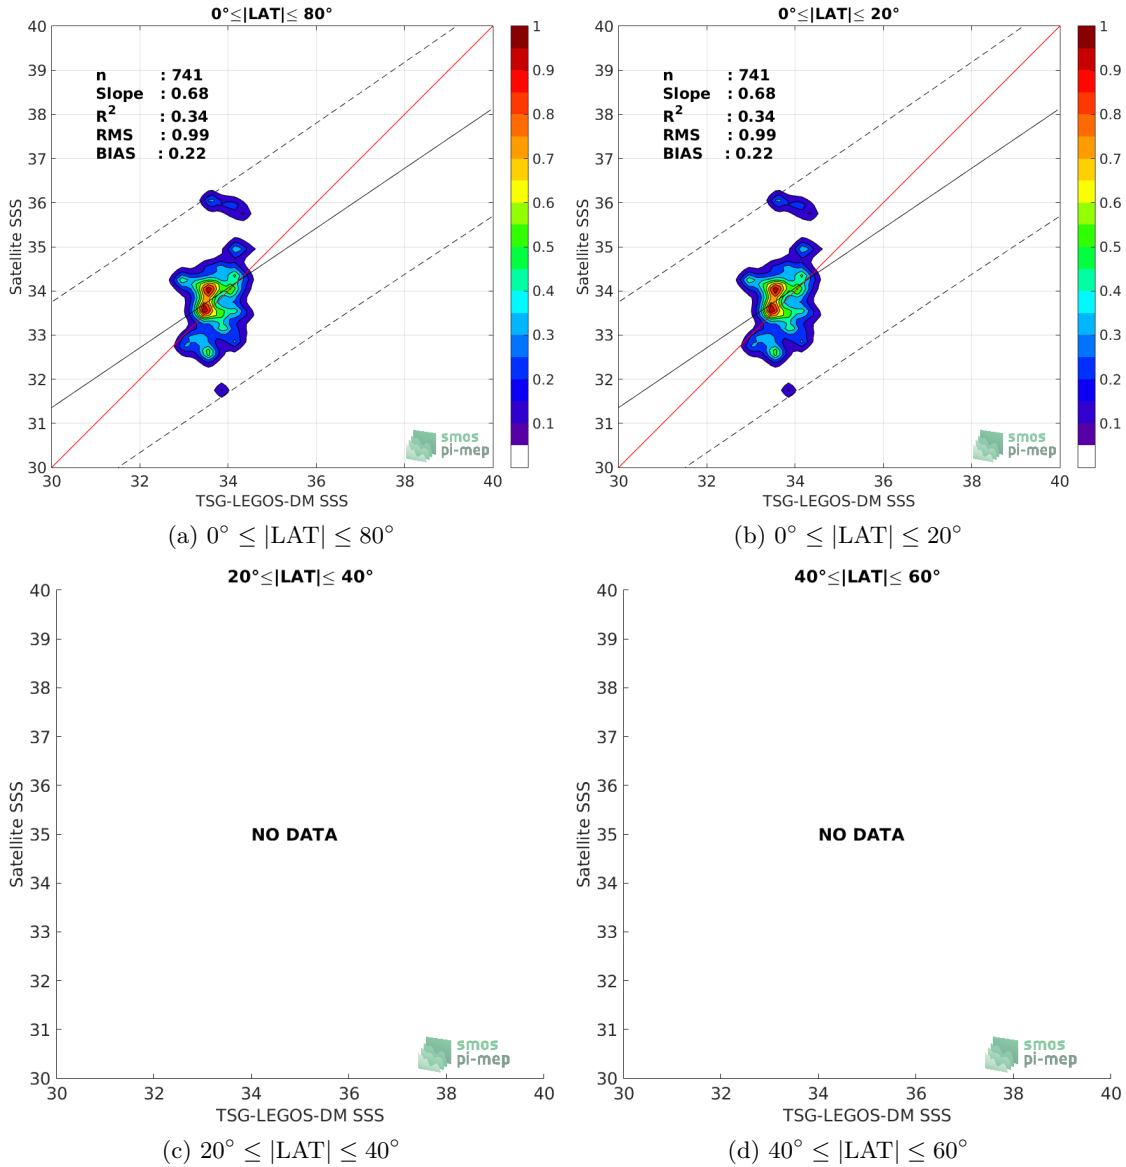 0°≤|LAT|≤ 80°
40
39
38
37
36
35
34
33
32
31
30
Satellite SSS
n : 741
Slope : 0.68
R² : 0.34
RMS : 0.99
BIAS : 0.22
smos
pi-mep
30 32 34 36 38 40
TSG-LEGOS-DM SSS
1
0.9
0.8
0.7
0.6
0.5
0.4
0.3
0.2
0.1
(a) 0° ≤ |LAT| ≤ 80°
0°≤|LAT|≤ 20°
40
39
38
37
36
35
34
33
32
31
30
Satellite SSS
n : 741
Slope : 0.68
R² : 0.34
RMS : 0.99
BIAS : 0.22
smos
pi-mep
30 32 34 36 38 40
TSG-LEGOS-DM SSS
1
0.9
0.8
0.7
0.6
0.5
0.4
0.3
0.2
0.1
(b) 0° ≤ |LAT| ≤ 20°
20°≤|LAT|≤ 40°
40
39
38
37
36
35
34
33
32
31
30
Satellite SSS
NO DATA
smos
pi-mep
30 32 34 36 38 40
TSG-LEGOS-DM SSS
(c) 20° ≤ |LAT| ≤ 40°
40°≤|LAT|≤ 60°
40
39
38
37
36
35
34
33
32
31
30
Satellite SSS
NO DATA
smos
pi-mep
30 32 34 36 38 40
TSG-LEGOS-DM SSS
(d) 40° ≤ |LAT| ≤ 60°